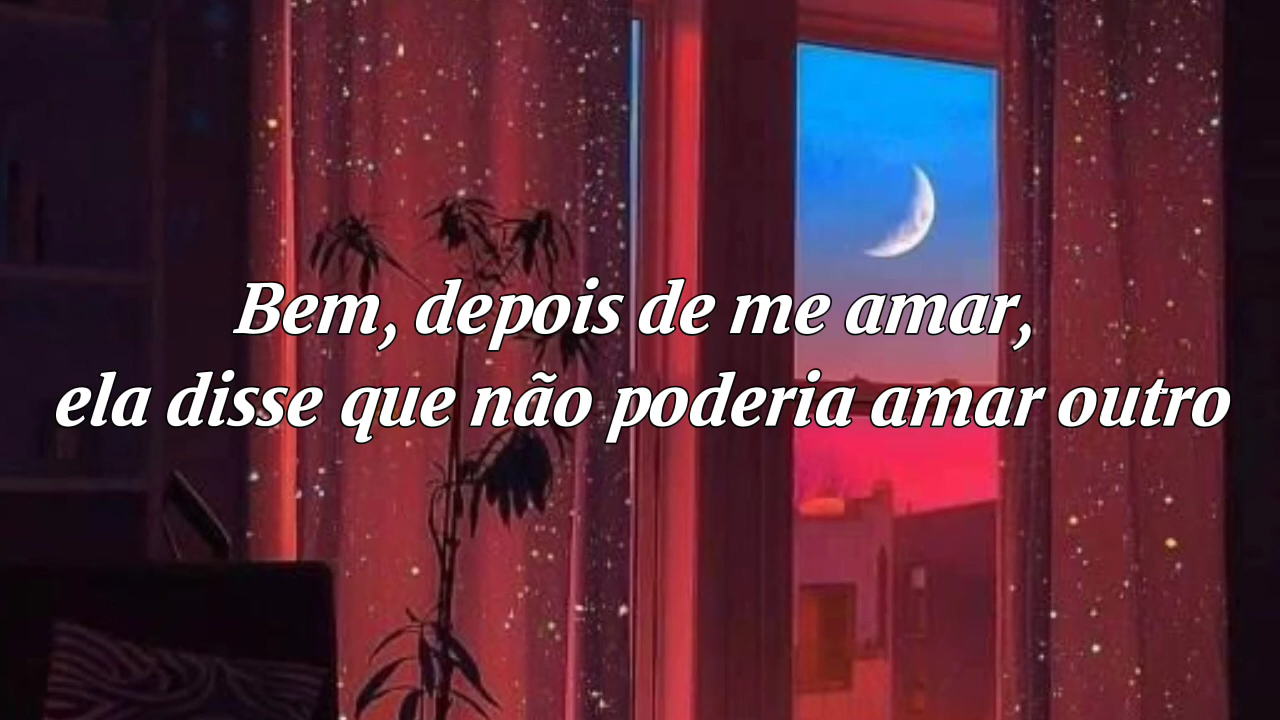 Bem, depois de me amar,
ela disse que não poderia amar outro